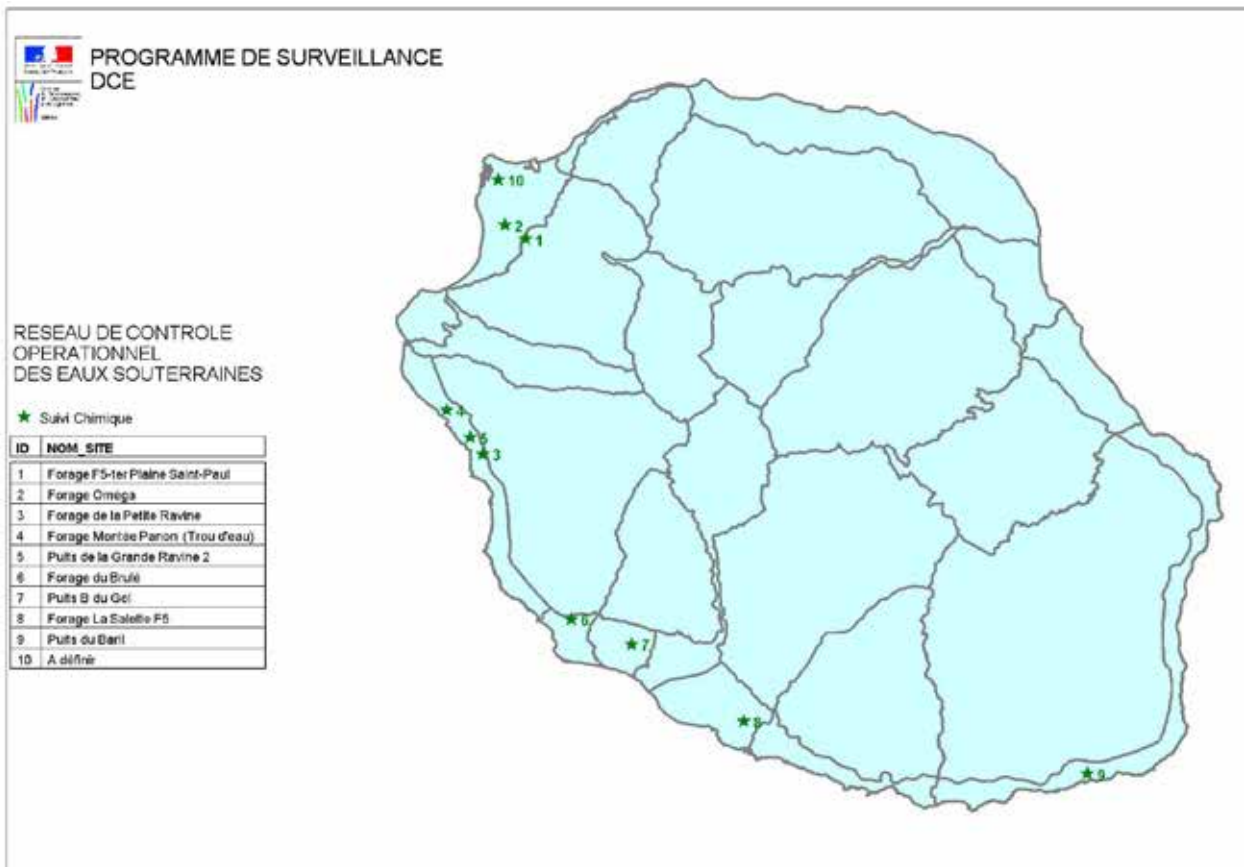 PROGRAMME DE SURVEILLANCE
DCE
RESEAU DE CONTROLE
OPERATIONNEL
DES EAUX SOUTERRAINES
Suivi Chimique
ID NOM_SITE
1 Forage F5-ter Plaine Saint-Paul
2 Forage Oméga
3 Forage de la Petite Ravine
4 Forage Montée Panon (Trou d'eau)
5 Puits de la Grande Ravine 2
6 Forage du Brulé
7 Puits B du Gol
8 Forage La Salette F5
9 Puits du Baril
10 A définir
10
2
1
4
5
3
6
7
8
9